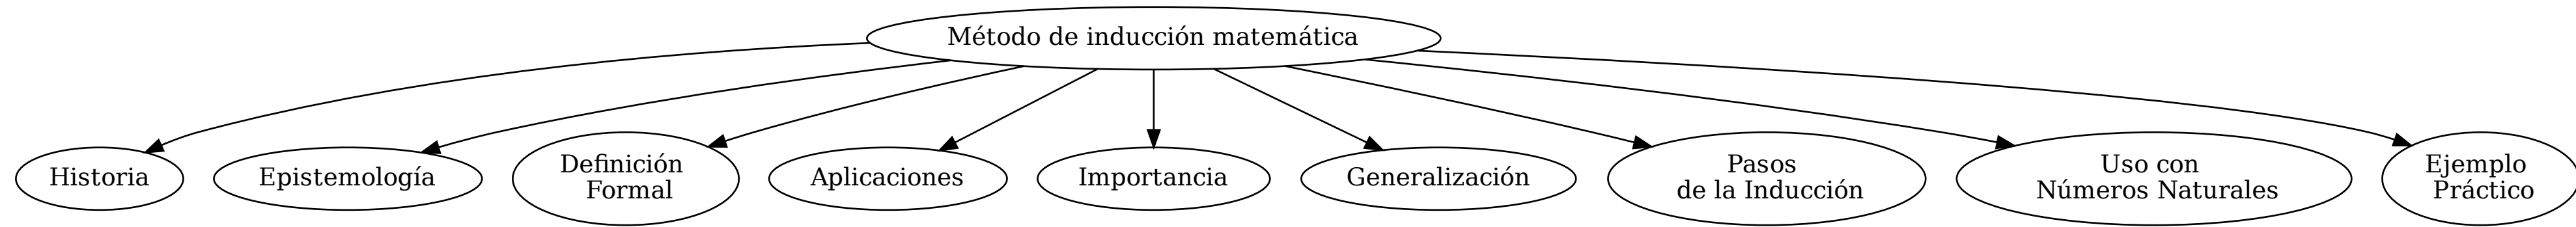 Método de inducción matemática
Historia
Epistemología
Definición
Formal
Aplicaciones
Importancia
Generalización
Pasos
de la Inducción
Uso con
Números Naturales
Ejemplo
Práctico